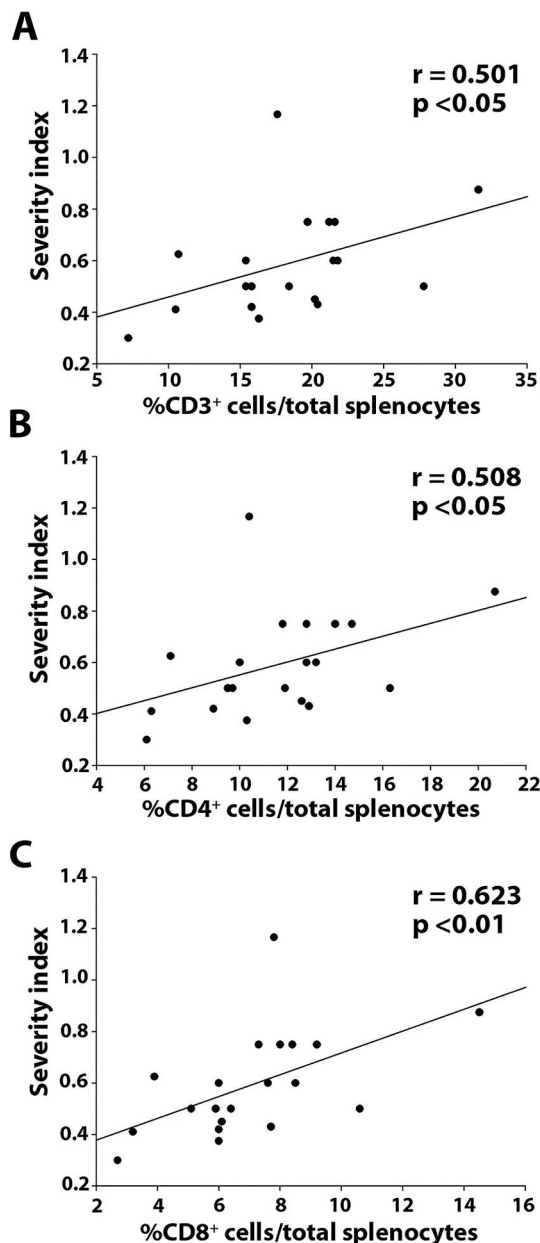 A
1.4
1.2
1.0
0.8
0.6
0.4
0.2
Severity index
r = 0.501
p <0.05
5 10 15 20 25 30 35
%CD3⁺ cells/total splenocytes
B
1.4
1.2
1.0
0.8
0.6
0.4
0.2
Severity index
r = 0.508
p <0.05
4 6 8 10 12 14 16 18 20 22
%CD4⁺ cells/total splenocytes
C
1.4
1.2
1.0
0.8
0.6
0.4
0.2
Severity index
r = 0.623
p <0.01
2 4 6 8 10 12 14 16
%CD8⁺ cells/total splenocytes